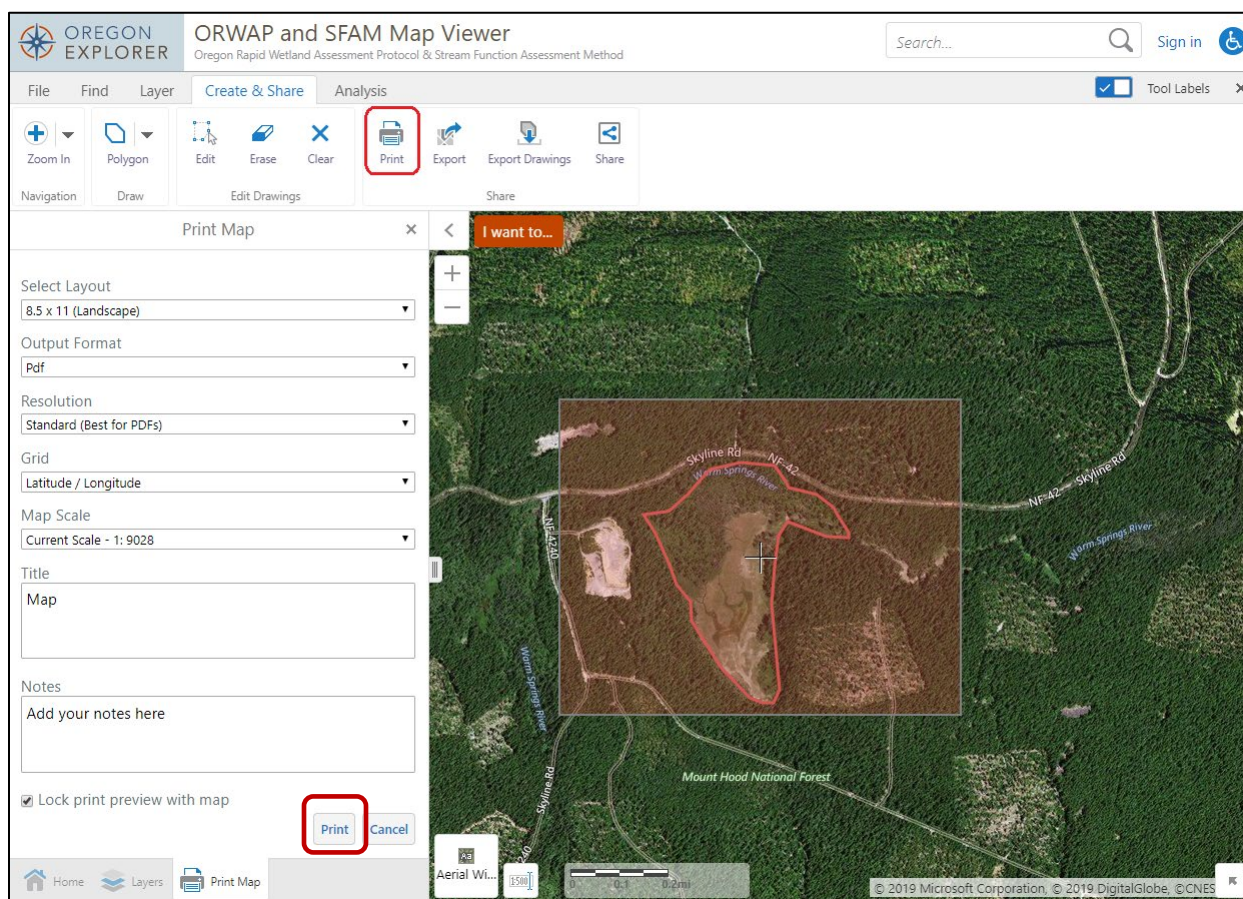 OREGON
EXPLORER
ORWAP and SFAM Map Viewer
Oregon Rapid Wetland Assessment Protocol & Stream Function Assessment Method
Search...
Sign in
File Find Layer Create & Share Analysis
Tool Labels
Zoom In Polygon Edit Erase Clear Print Export Export Drawings Share
Navigation Draw Edit Drawings Share
Print Map
I want to...
Select Layout
8.5 x 11 (Landscape)
Output Format
Pdf
Resolution
Standard (Best for PDFs)
Grid
Latitude / Longitude
Map Scale
Current Scale - 1: 9028
Title
Map
Notes
Add your notes here
Lock print preview with map
Print Cancel
Home Layers Print Map
Skyline Rd
NF-42
Warm Springs River
NF-42
Skyline Rd
NF-4240
Warm Springs River
Warm Springs River
Mount Hood National Forest
Skyline Rd
240
Aa
Aerial Wi...
1:500
0 0.1 0.2mi
© 2019 Microsoft Corporation, © 2019 DigitalGlobe, ©CNES